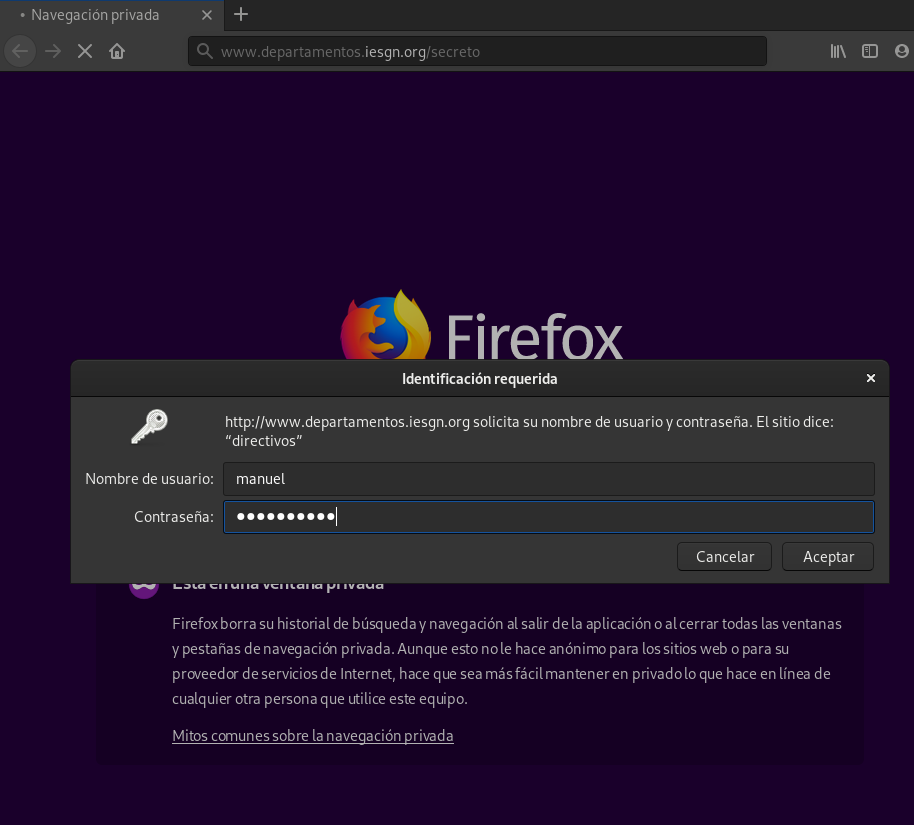 • Navegación privada
www.departamentos.iesgn.org/secreto
Firefox
Identificación requerida
http://www.departamentos.iesgn.org solicita su nombre de usuario y contraseña. El sitio dice:
“directivos”
Nombre de usuario: manuel
Contraseña: ●●●●●●●●●●
Cancelar Aceptar
Está en una ventana privada
Firefox borra su historial de búsqueda y navegación al salir de la aplicación o al cerrar todas las ventanas
y pestañas de navegación privada. Aunque esto no le hace anónimo para los sitios web o para su
proveedor de servicios de Internet, hace que sea más fácil mantener en privado lo que hace en línea de
cualquier otra persona que utilice este equipo.
Mitos comunes sobre la navegación privada